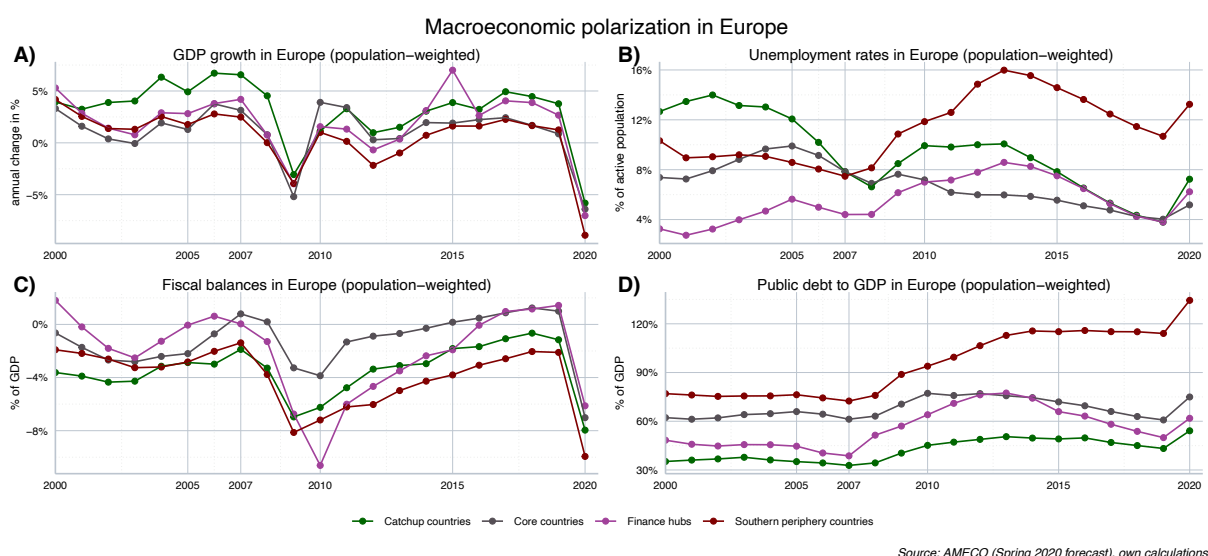 Macroeconomic polarization in Europe
A) GDP growth in Europe (population−weighted)
5%
0%
−5%
annual change in %
2000 2005 2007 2010 2015 2020
B) Unemployment rates in Europe (population−weighted)
16%
12%
8%
4%
% of active population
2000 2005 2007 2010 2015 2020
C) Fiscal balances in Europe (population−weighted)
0%
−4%
−8%
% of GDP
2000 2005 2007 2010 2015 2020
D) Public debt to GDP in Europe (population−weighted)
120%
90%
60%
30%
% of GDP
2000 2005 2007 2010 2015 2020
Catchup countries Core countries Finance hubs Southern periphery countries
Source: AMECO (Spring 2020 forecast), own calculations